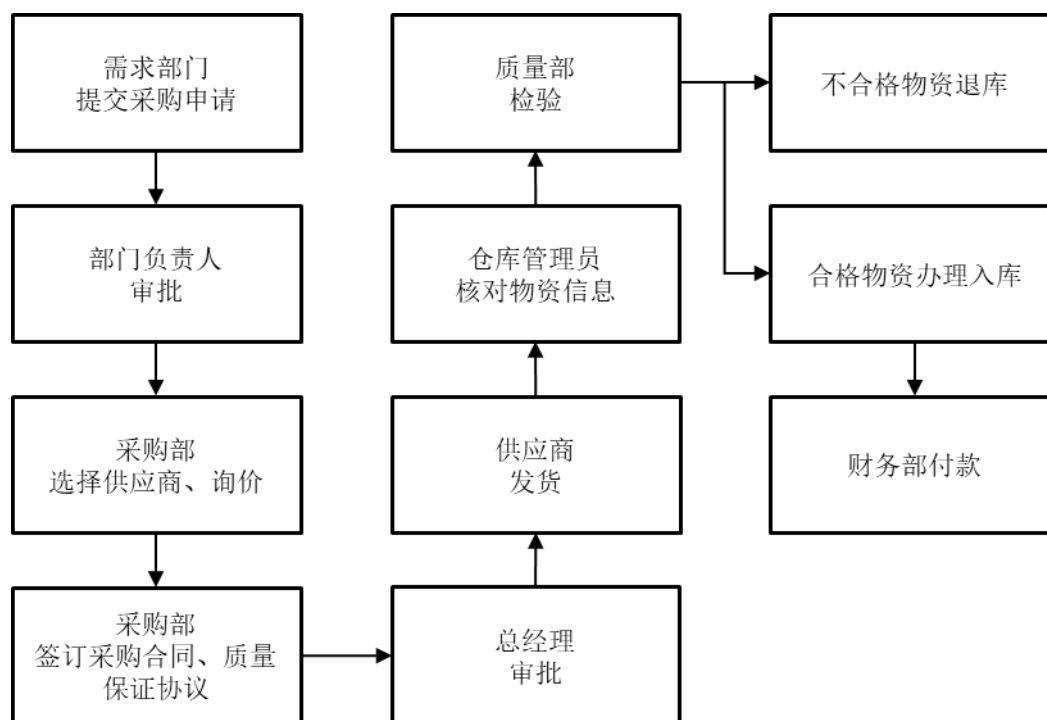 需求部门
提交采购申请
部门负责人
审批
采购部
选择供应商、询价
采购部
签订采购合同、质量
保证协议
总经理
审批
供应商
发货
仓库管理员
核对物资信息
质量部
检验
不合格物资退库
合格物资办理入库
财务部付款